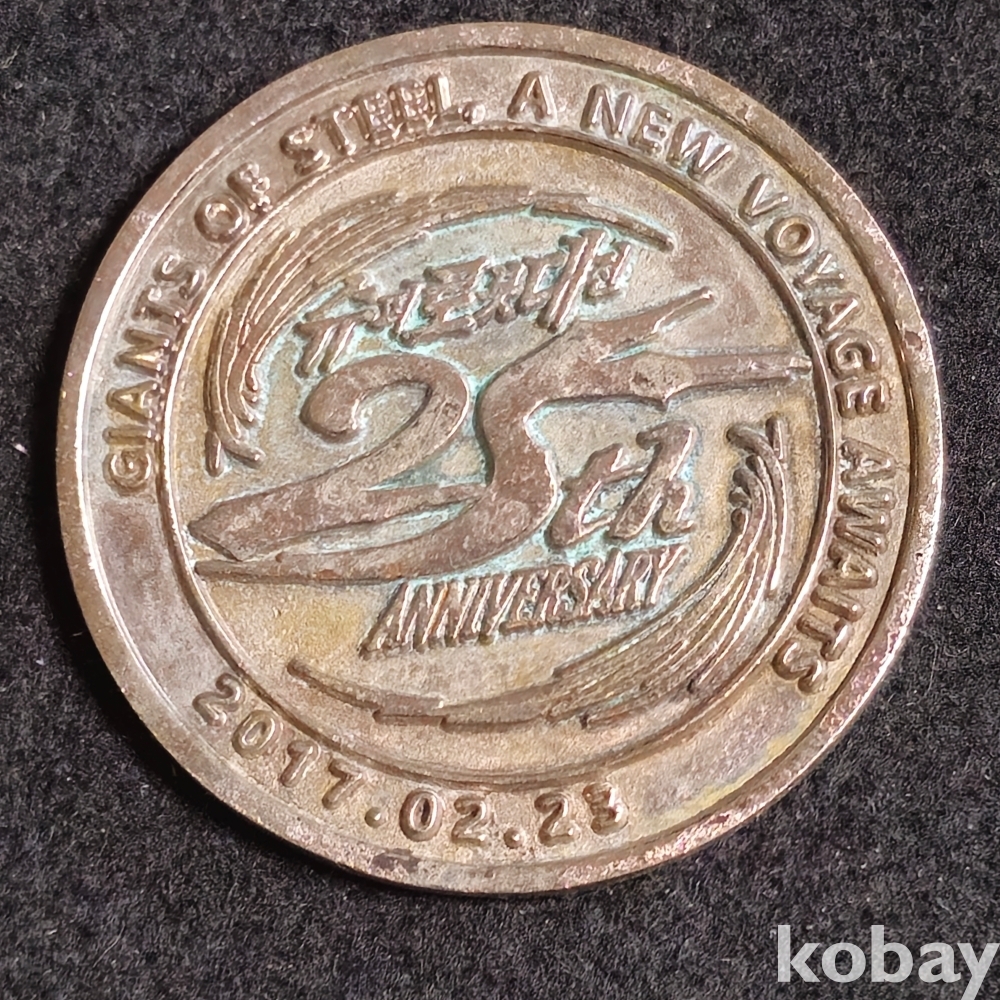 GIANTS OF STEEL, A NEW VOYAGE AWAITS
25th
ANNIVERSARY
2017.02.23
kobay